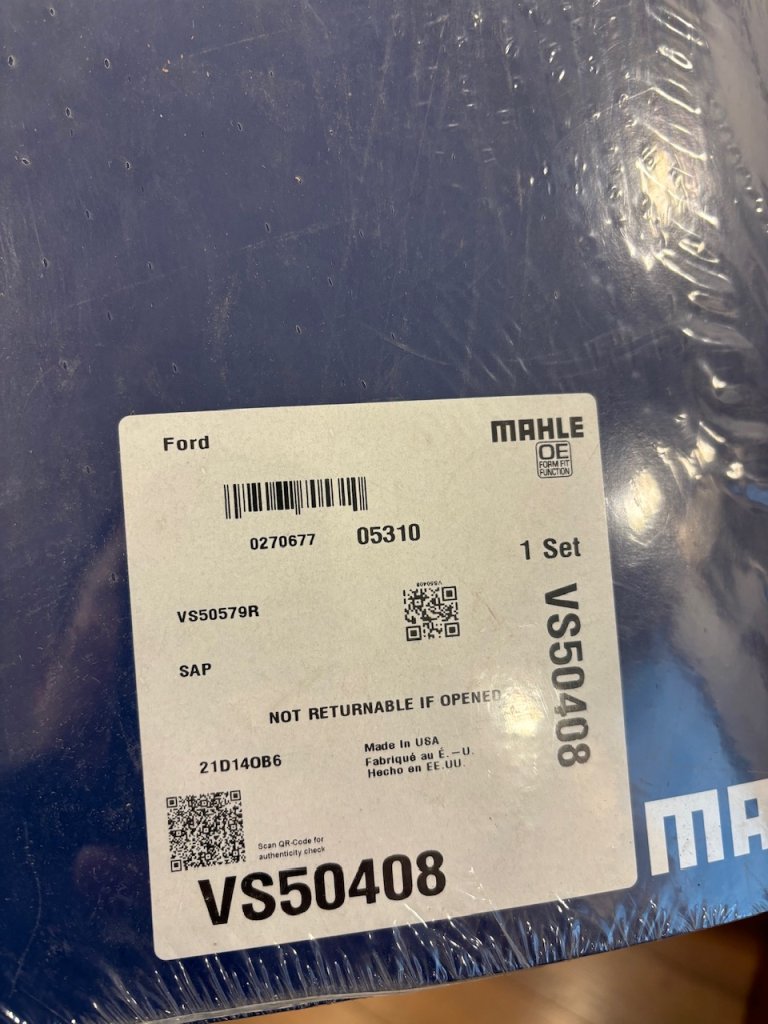 Ford
MAHLE
OE
FORM FIT
FUNCTION
0270677 05310
1 Set
VS50408
VS50579R
VS50408
SAP
NOT RETURNABLE IF OPENED
21D14OB6
Made In USA
Fabriqué au É.-U.
Hecho en EE.UU.
Scan QR-Code for
authenticity check
VS50408
MA